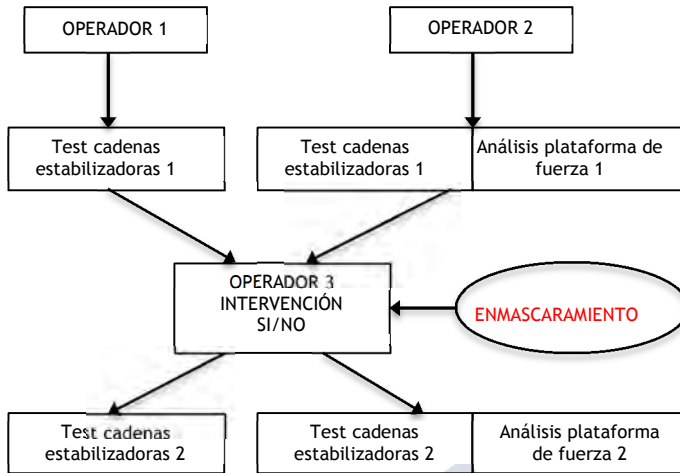 OPERADOR 1
OPERADOR 2
Test cadenas
estabilizadoras 1
Test cadenas
estabilizadoras 1
Análisis plataforma de
fuerza 1
OPERADOR 3
INTERVENCIÓN
SI/NO
ENMASCARAMIENTO
Test cadenas
estabilizadoras 2
Test cadenas
estabilizadoras 2
Análisis plataforma
de fuerza 2